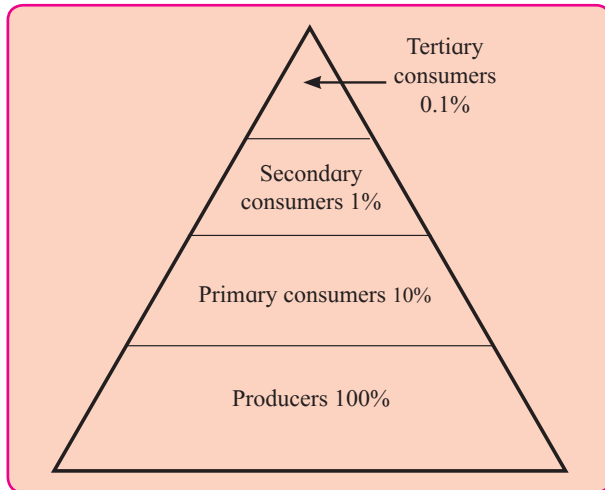 Tertiary
consumers
0.1%
Secondary
consumers 1%
Primary consumers 10%
Producers 100%